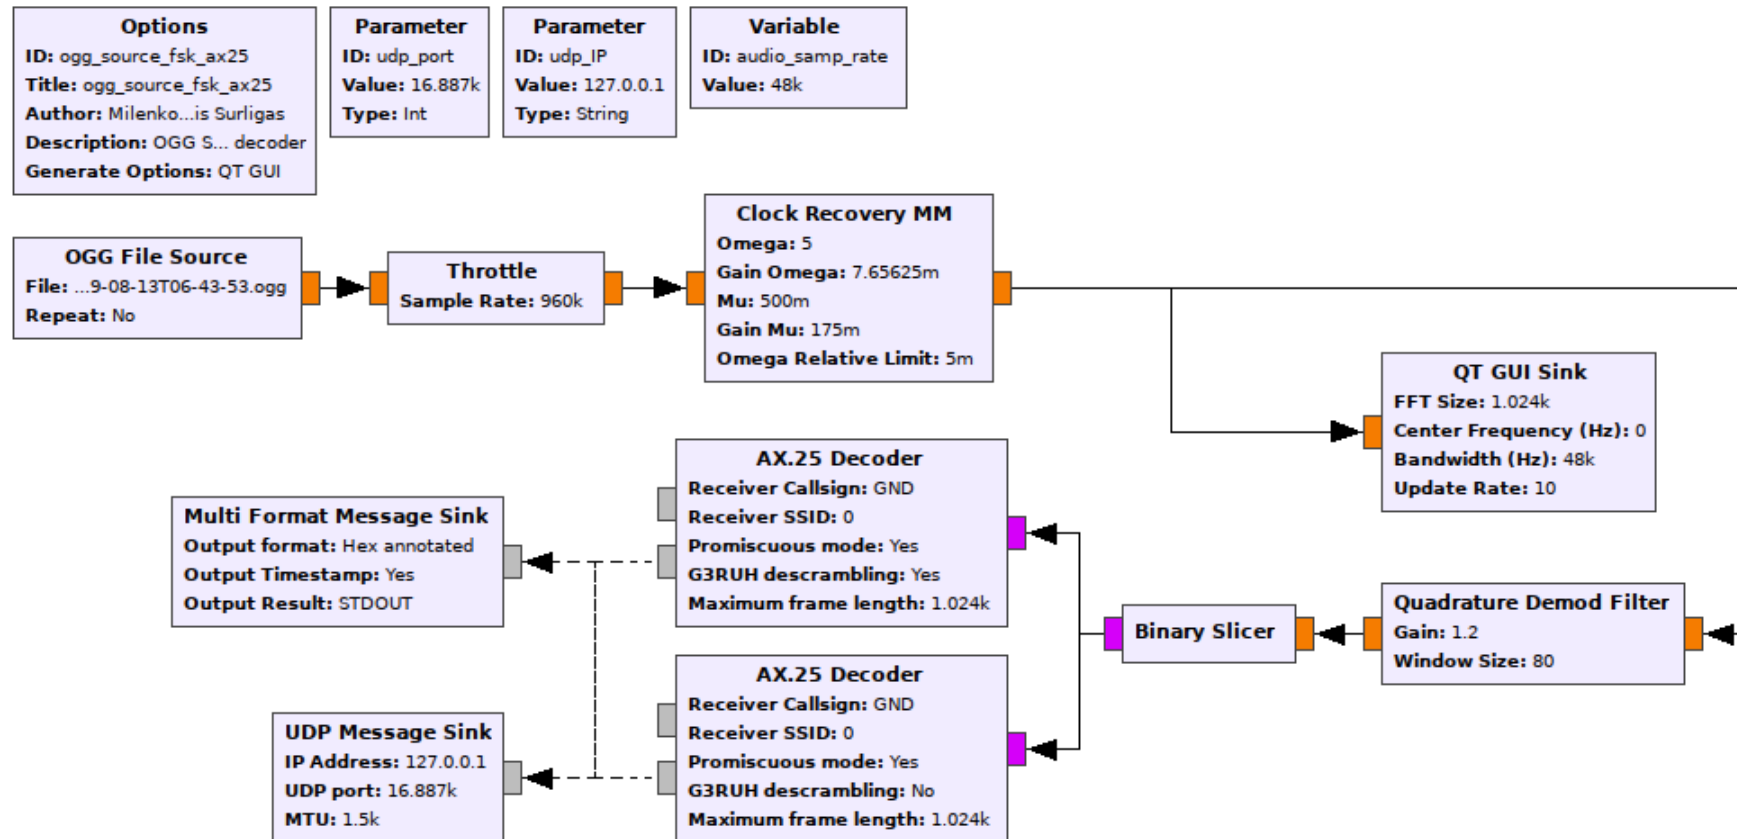 Options
ID: ogg_source_fsk_ax25
Title: ogg_source_fsk_ax25
Author: Milenko...is Surligas
Description: OGG S... decoder
Generate Options: QT GUI
Parameter
ID: udp_port
Value: 16.887k
Type: Int
Parameter
ID: udp_IP
Value: 127.0.0.1
Type: String
Variable
ID: audio_samp_rate
Value: 48k
OGG File Source
File: ...9-08-13T06-43-53.ogg
Repeat: No
Throttle
Sample Rate: 960k
Clock Recovery MM
Omega: 5
Gain Omega: 7.65625m
Mu: 500m
Gain Mu: 175m
Omega Relative Limit: 5m
QT GUI Sink
FFT Size: 1.024k
Center Frequency (Hz): 0
Bandwidth (Hz): 48k
Update Rate: 10
AX.25 Decoder
Receiver Callsign: GND
Receiver SSID: 0
Promiscuous mode: Yes
G3RUH descrambling: Yes
Maximum frame length: 1.024k
Multi Format Message Sink
Output format: Hex annotated
Output Timestamp: Yes
Output Result: STDOUT
Quadrature Demod Filter
Gain: 1.2
Window Size: 80
Binary Slicer
AX.25 Decoder
Receiver Callsign: GND
Receiver SSID: 0
Promiscuous mode: Yes
G3RUH descrambling: No
Maximum frame length: 1.024k
UDP Message Sink
IP Address: 127.0.0.1
UDP port: 16.887k
MTU: 1.5k